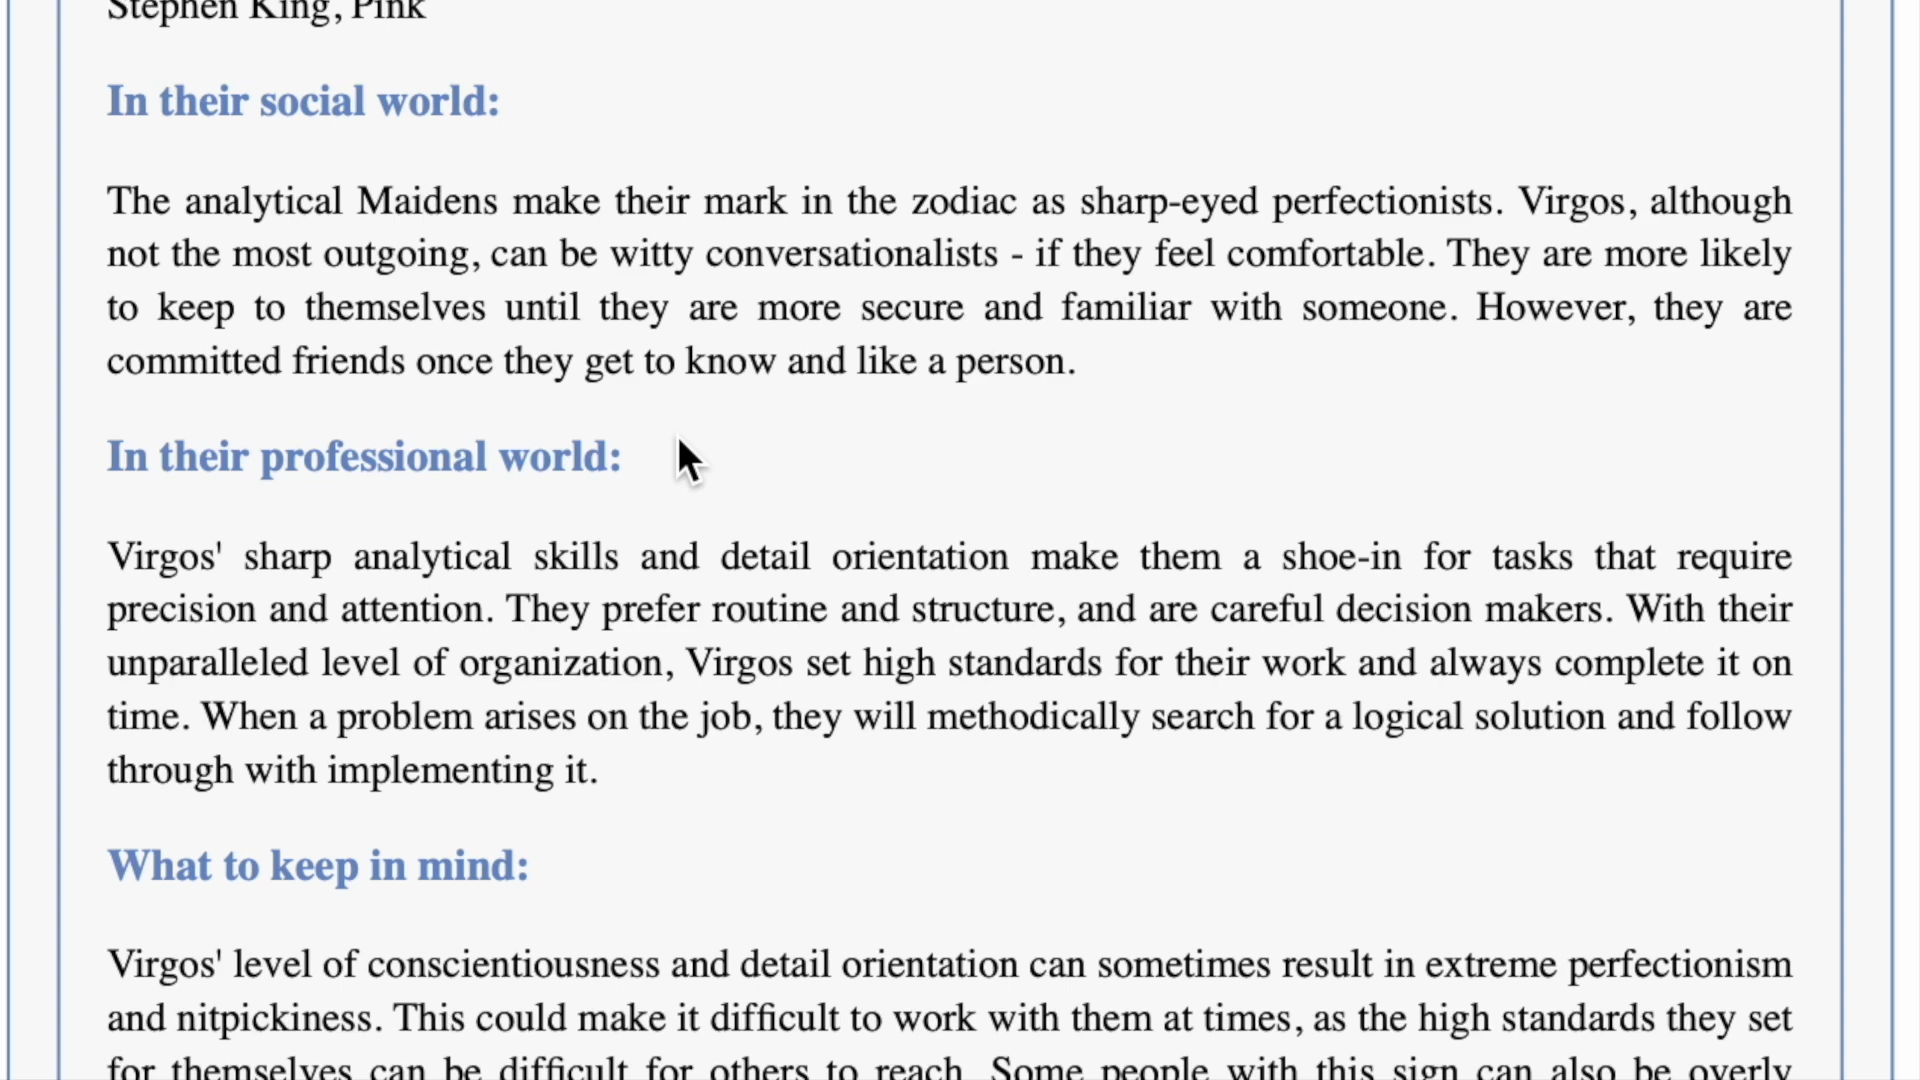 Stephen King, Pink
In their social world:
The analytical Maidens make their mark in the zodiac as sharp-eyed perfectionists. Virgos, although
not the most outgoing, can be witty conversationalists - if they feel comfortable. They are more likely
to keep to themselves until they are more secure and familiar with someone. However, they are
committed friends once they get to know and like a person.
In their professional world:
Virgos' sharp analytical skills and detail orientation make them a shoe-in for tasks that require
precision and attention. They prefer routine and structure, and are careful decision makers. With their
unparalleled level of organization, Virgos set high standards for their work and always complete it on
time. When a problem arises on the job, they will methodically search for a logical solution and follow
through with implementing it.
What to keep in mind:
Virgos' level of conscientiousness and detail orientation can sometimes result in extreme perfectionism
and nitpickiness. This could make it difficult to work with them at times, as the high standards they set
for themselves can be difficult for others to reach. Some people with this sign can also be overly